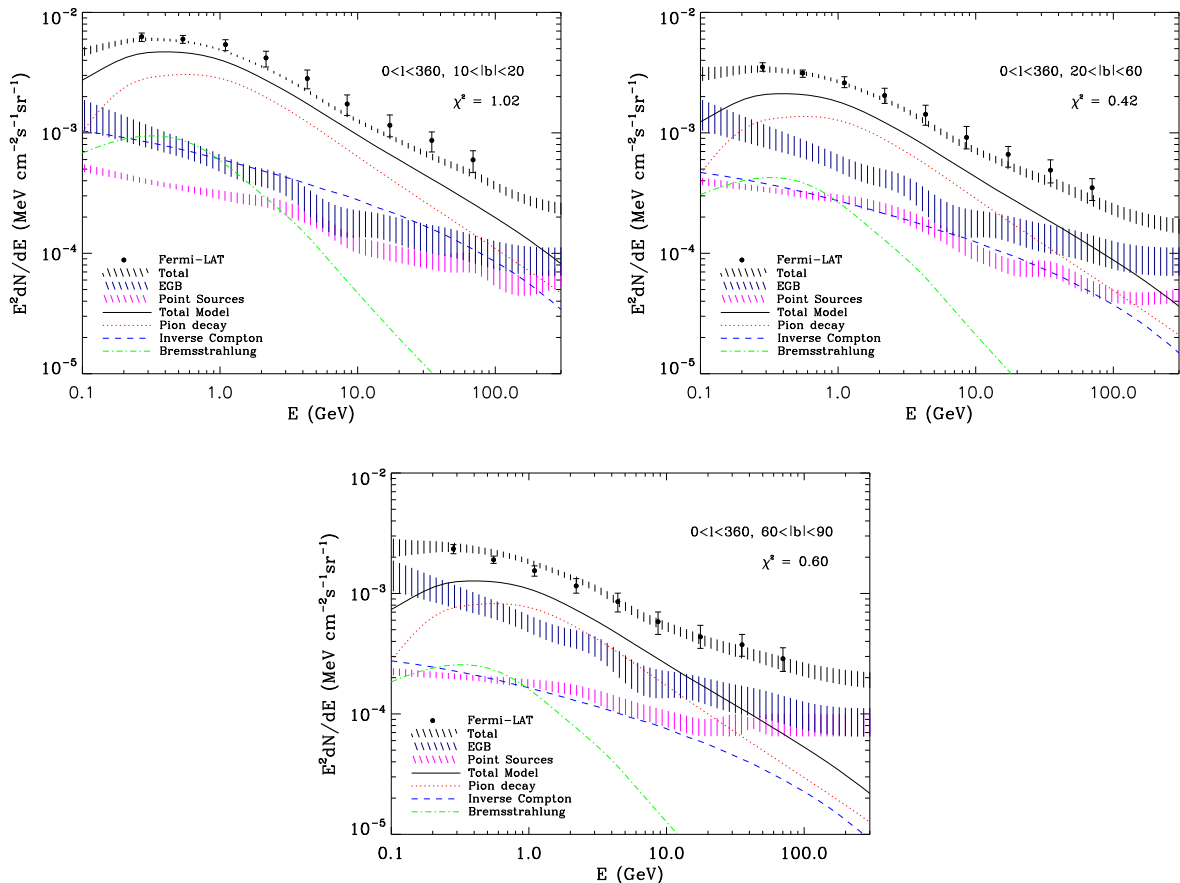 E²dN/dE (MeV cm⁻²s⁻¹sr⁻¹)
10⁻²
10⁻³
10⁻⁴
10⁻⁵
0<l<360, 10<|b|<20
χ² = 1.02
Fermi-LAT
Total
EGB
Point Sources
Total Model
Pion decay
Inverse Compton
Bremsstrahlung
0.1 1.0 10.0 100.0
E (GeV)
E²dN/dE (MeV cm⁻²s⁻¹sr⁻¹)
10⁻²
10⁻³
10⁻⁴
10⁻⁵
0<l<360, 20<|b|<60
χ² = 0.42
Fermi-LAT
Total
EGB
Point Sources
Total Model
Pion decay
Inverse Compton
Bremsstrahlung
0.1 1.0 10.0 100.0
E (GeV)
E²dN/dE (MeV cm⁻²s⁻¹sr⁻¹)
10⁻²
10⁻³
10⁻⁴
10⁻⁵
0<l<360, 60<|b|<90
χ² = 0.60
Fermi-LAT
Total
EGB
Point Sources
Total Model
Pion decay
Inverse Compton
Bremsstrahlung
0.1 1.0 10.0 100.0
E (GeV)